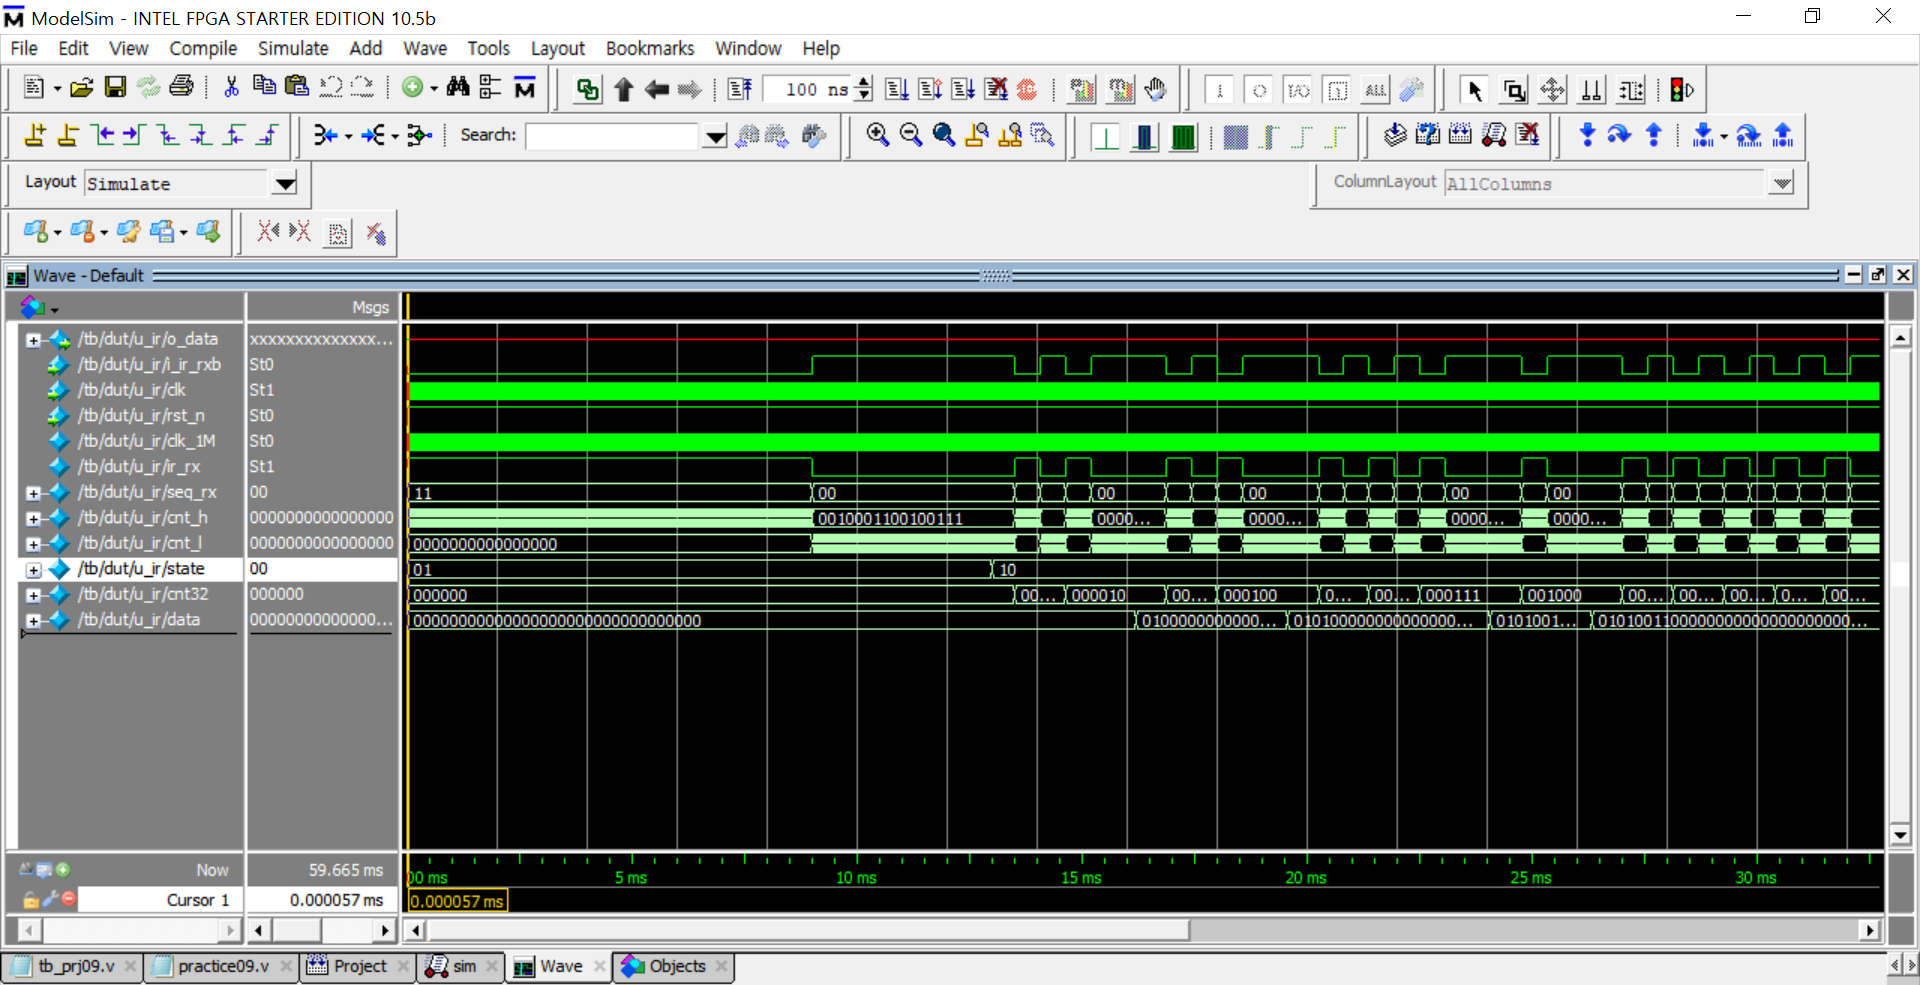 ModelSim - INTEL FPGA STARTER EDITION 10.5b
File Edit View Compile Simulate Add Wave Tools Layout Bookmarks Window Help
100 ns
Search:
Layout Simulate
ColumnLayout AllColumns
Wave - Default
Msgs
/tb/dut/u_ir/o_data xxxxxxxxxxxxxx...
/tb/dut/u_ir/i_ir_rxb St0
/tb/dut/u_ir/clk St1
/tb/dut/u_ir/rst_n St0
/tb/dut/u_ir/clk_1M St0
/tb/dut/u_ir/ir_rx St1
/tb/dut/u_ir/seq_rx 00 11 00 00 00 00 00
/tb/dut/u_ir/cnt_h 0000000000000000 0010001100100111 0000... 0000... 0000... 0000...
/tb/dut/u_ir/cnt_l 0000000000000000 0000000000000000
/tb/dut/u_ir/state 00 01 10
/tb/dut/u_ir/cnt32 000000 000000 00... 000010 00... 000100 0... 00... 000111 001000 00... 00... 00... 0... 00...
/tb/dut/u_ir/data 00000000000000... 00000000000000000000000000000000 0100000000000... 010100000000000000... 0101001... 010100110000000000000000000...
Now 59.665 ms 00 ms 5 ms 10 ms 15 ms 20 ms 25 ms 30 ms
Cursor 1 0.000057 ms 0.000057 ms
tb_prj09.v practice09.v Project sim Wave Objects